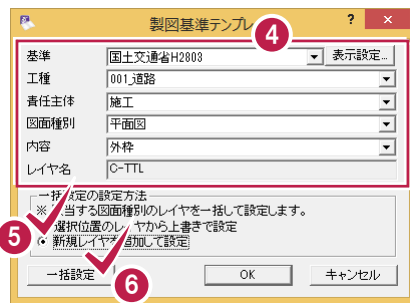 製図基準テンプレ
? ×
4
基準 国土交通省H2803 表示設定...
工種 001_道路
責任主体 施工
図面種別 平面図
内容 外枠
レイヤ名 C-TTL
一括設定の設定方法
※ 当する図面種別のレイヤを一括して設定します。
5
選択位置のレイヤから上書きで設定
新規レイヤを追加して設定
一括設定 6 OK キャンセル